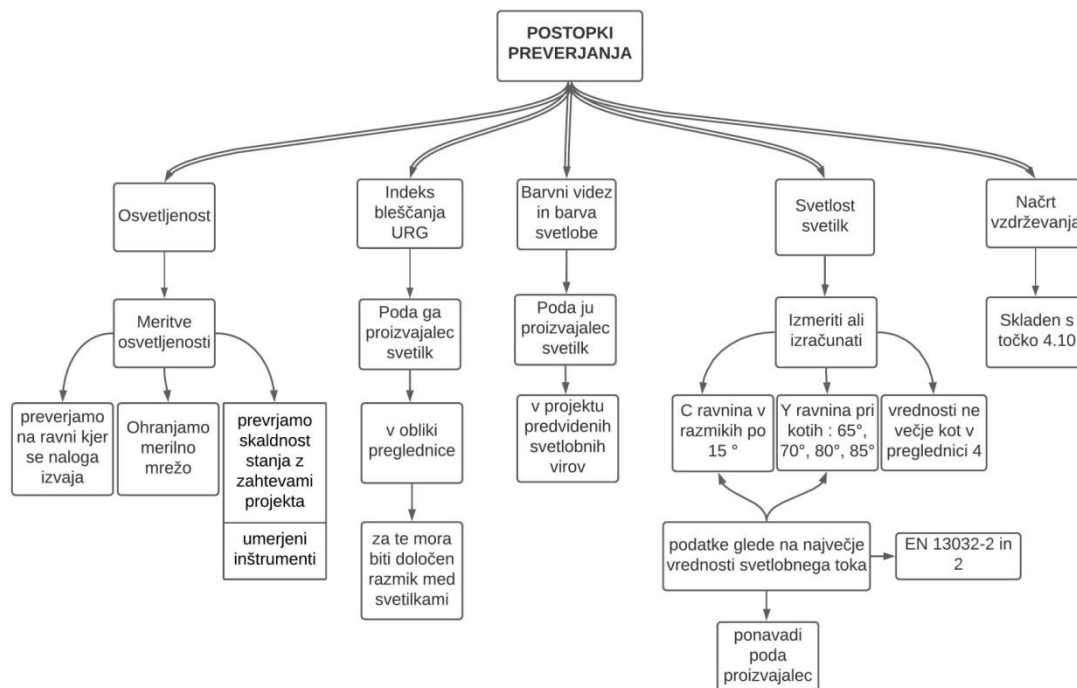 POSTOPKI
PREVERJANJA
Osvetljenost
Indeks
bleščanja
URG
Barvni videz
in barva
svetlobe
Svetlost
svetilk
Načrt
vzdrževanja
Meritve
osvetljenosti
Poda ga
proizvajalec
svetilk
Poda ju
proizvajalec
svetilk
Izmeriti ali
izračunati
Skladen s
točko 4.10
preverjamo
na ravni kjer
se naloga
izvaja
Ohranjamo
merilno
mrežo
prevrjamo
skaldnost
stanja z
zahtevami
projekta
umerjeni
inštrumenti
v obliki
preglednice
v projektu
predvidenih
svetlobnih
virov
C ravnina v
razmikih po
15 °
Y ravnina pri
kotih : 65°,
70°, 80°, 85°
vrednosti ne
večje kot v
preglednici 4
za te mora
biti določen
razmik med
svetilkami
podatke glede na največje
vrednosti svetlobnega toka
EN 13032-2 in
2
ponavadi
poda
proizvajalec